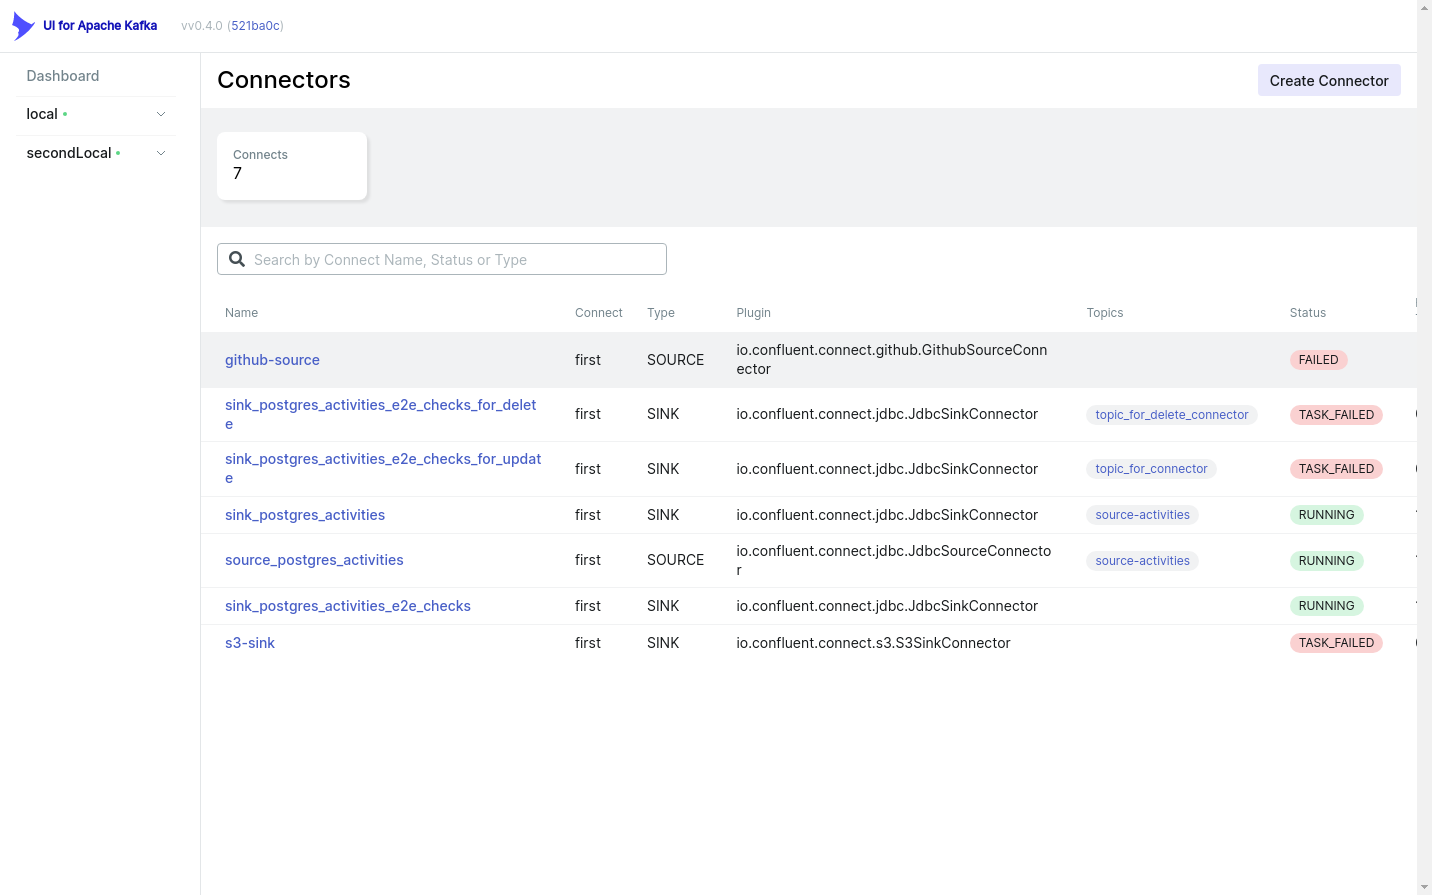 UI for Apache Kafka vv0.4.0 (521ba0c)
Dashboard
local
secondLocal
Connectors
Create Connector
Connects
7
Search by Connect Name, Status or Type
Name Connect Type Plugin Topics Status
github-source first SOURCE io.confluent.connect.github.GithubSourceConn
ector FAILED
sink_postgres_activities_e2e_checks_for_delet
e first SINK io.confluent.connect.jdbc.JdbcSinkConnector topic_for_delete_connector TASK_FAILED
sink_postgres_activities_e2e_checks_for_updat
e first SINK io.confluent.connect.jdbc.JdbcSinkConnector topic_for_connector TASK_FAILED
sink_postgres_activities first SINK io.confluent.connect.jdbc.JdbcSinkConnector source-activities RUNNING
source_postgres_activities first SOURCE io.confluent.connect.jdbc.JdbcSourceConnecto
r source-activities RUNNING
sink_postgres_activities_e2e_checks first SINK io.confluent.connect.jdbc.JdbcSinkConnector RUNNING
s3-sink first SINK io.confluent.connect.s3.S3SinkConnector TASK_FAILED